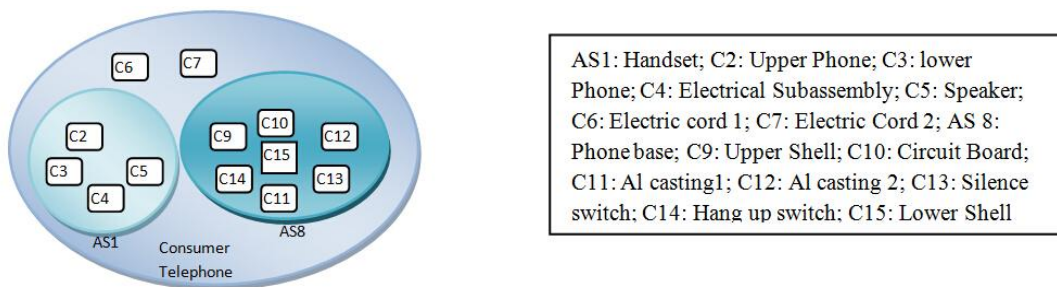 C6
C7
C2
C3
C5
C4
C9
C10
C12
C15
C14
C13
C11
AS1
AS8
Consumer
Telephone
AS1: Handset; C2: Upper Phone; C3: lower
Phone; C4: Electrical Subassembly; C5: Speaker;
C6: Electric cord 1; C7: Electric Cord 2; AS 8:
Phone base; C9: Upper Shell; C10: Circuit Board;
C11: Al casting1; C12: Al casting 2; C13: Silence
switch; C14: Hang up switch; C15: Lower Shell